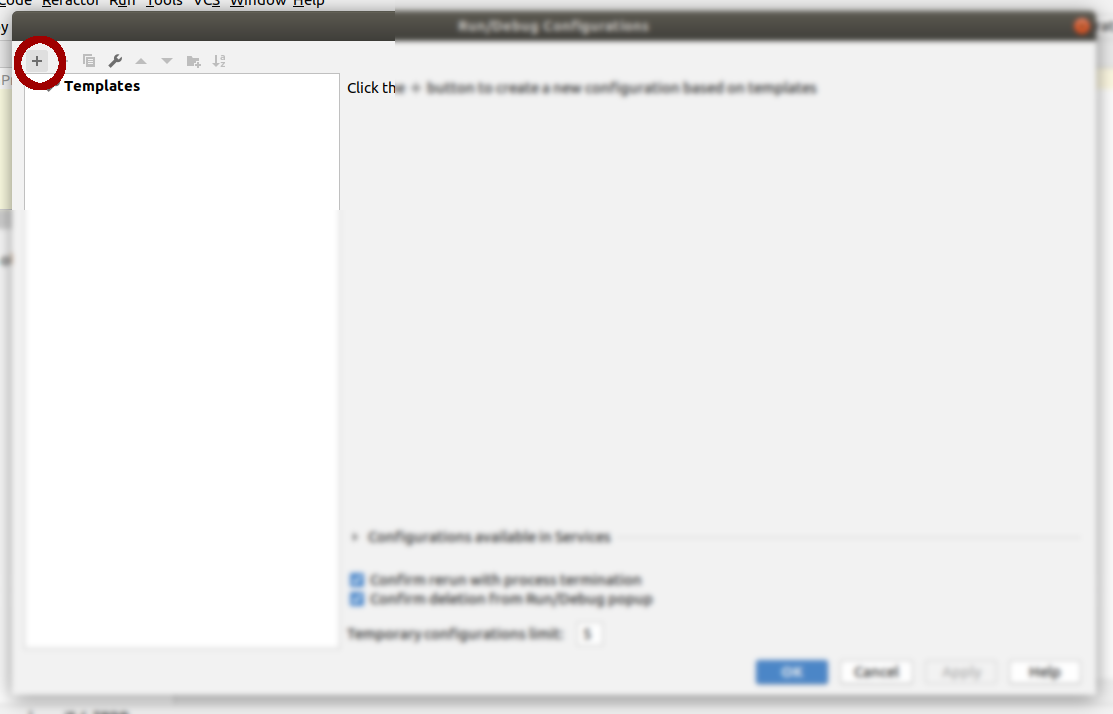 Code Refactor Run Tools VCS Window Help
Run/Debug Configurations
Templates
Click the + button to create a new configuration based on templates
Configurations available in Services
Confirm rerun with process termination
Confirm deletion from Run/Debug popup
Temporary configurations limit: 5
OK Cancel Apply Help